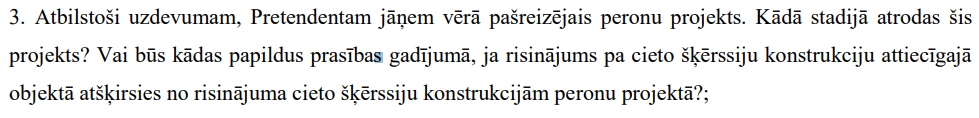 3. Atbilstoši uzdevumam, Pretendentam jāņem vērā pašreizējais peronu projekts. Kādā stadijā atrodas šis
projekts? Vai būs kādas papildus prasības gadījumā, ja risinājums pa cieto šķērssiju konstrukciju attiecīgajā
objektā atšķirsies no risinājuma cieto šķērssiju konstrukcijām peronu projektā?;